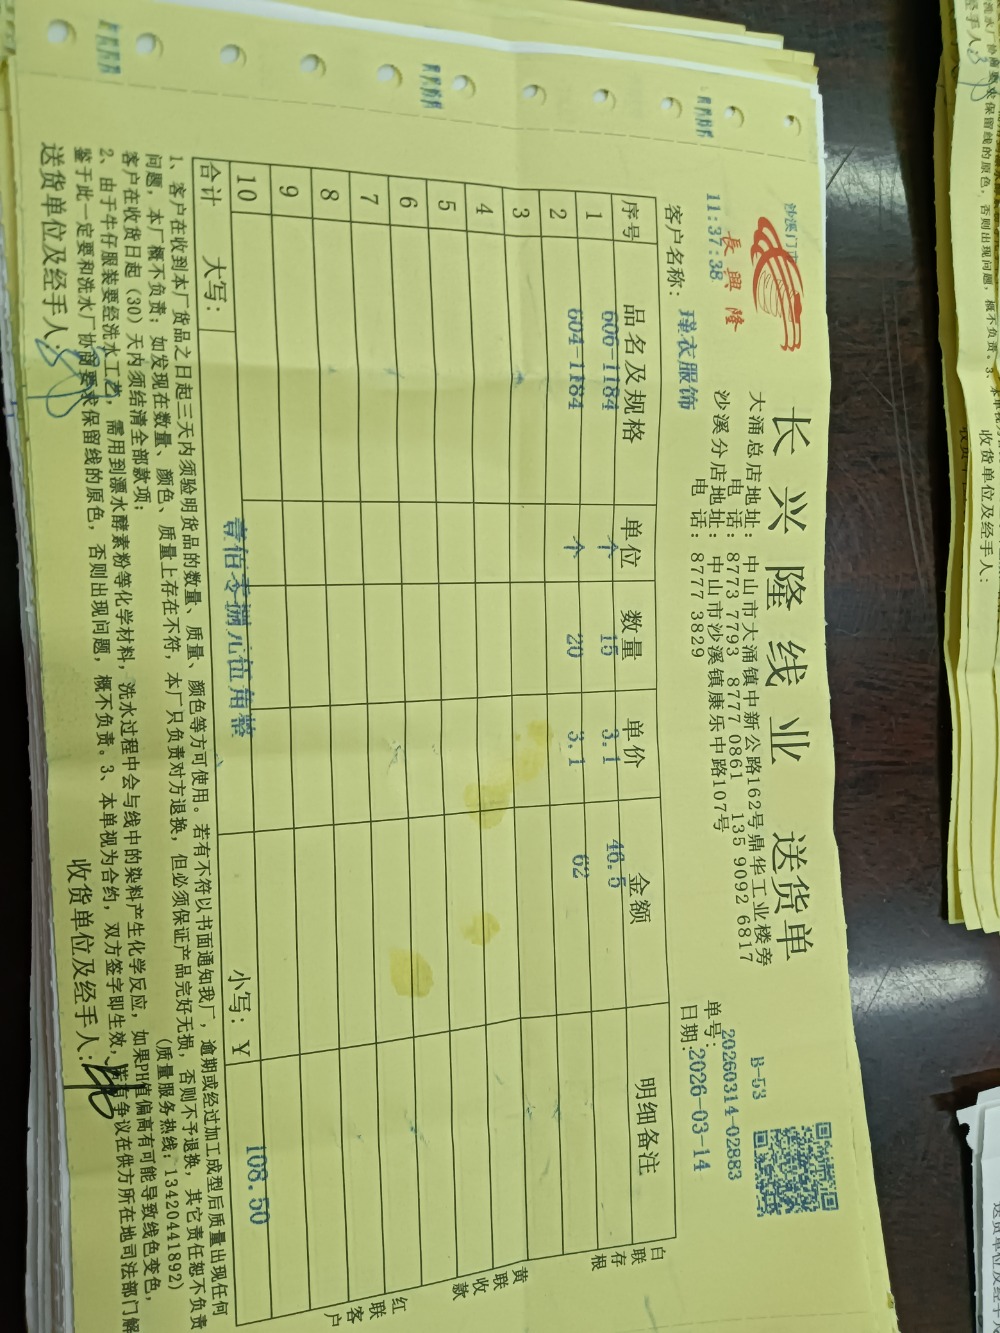 沙溪门市
長興隆
11:37:38
长兴隆线业 送货单
大涌总店地址：中山市大涌镇中新公路162号鼎华工业楼旁
电话：8773 7793 8777 0861 135 9092 6817
沙溪分店地址：中山市沙溪镇康乐中路107号
电话：8777 3829
B-53
单号：20260314-02883
日期：2026-03-14
客户名称：瑾衣服饰
序号 品名及规格 单位 数量 单价 金额 明细备注
1 606-1184 个 15 3.1 46.5
2 604-1184 个 20 3.1 62
3
4
5
6
7
8
9
10
合计 大写：壹佰零捌元伍角整 小写：￥ 108.50
白联存根
黄联收款
红联客户
1、客户在收到本厂货品之日起三天内须验明货品的数量、质量、颜色等方可使用。若有不符以书面通知我厂，逾期或经过加工成型后质量出现任何
问题，本厂概不负责；如发现在数量、颜色、质量上存在不符，本厂只负责对方退换，但必须保证产品完好无损，否则不予退换，其它责任恕不负责
客户在收货日起（30）天内须结清全部款项；
（质量服务热线：13420441892）
2、由于牛仔服装要经洗水工艺，需用到漂水酵素粉等化学材料，洗水过程中会与线中的染料产生化学反应，如果PH值偏高有可能导致线色变色，
鉴于此一定要和洗水厂协商要求保留线的原色，否则出现问题，概不负责。3、本单视为合约，双方签字即生效，若有争议在供方所在地司法部门解
送货单位及经手人：
收货单位及经手人：